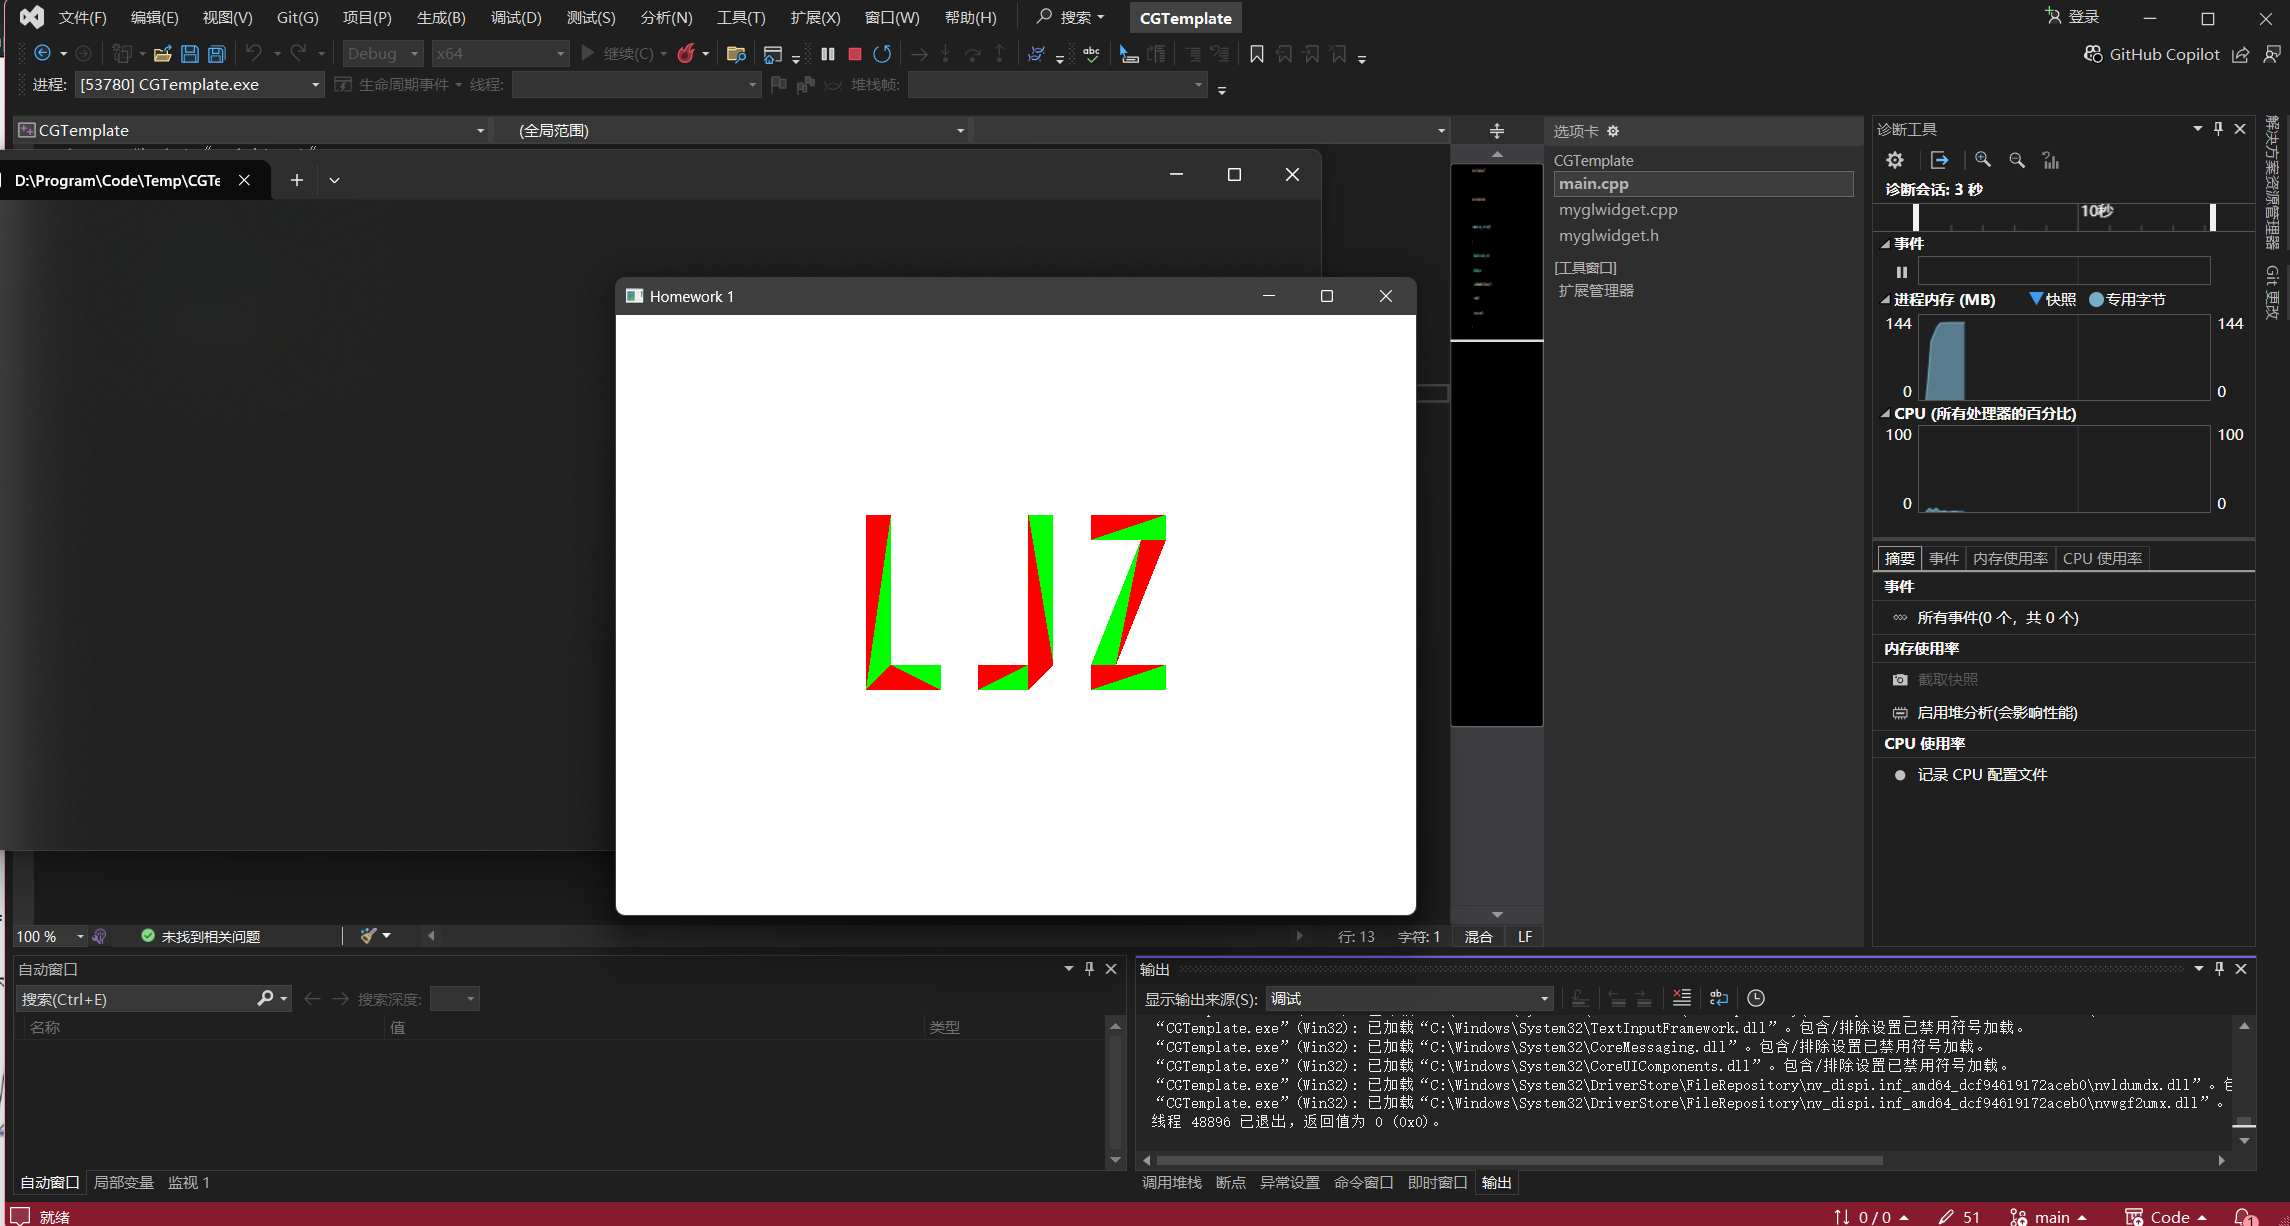 文件(F) 编辑(E) 视图(V) Git(G) 项目(P) 生成(B) 调试(D) 测试(S) 分析(N) 工具(T) 扩展(X) 窗口(W) 帮助(H) 搜索 CGTemplate 登录
Debug x64 继续(C) GitHub Copilot
进程: [53780] CGTemplate.exe 生命周期事件 线程: 堆栈帧:
CGTemplate (全局范围)
D:\Program\Code\Temp\CGTe
Homework 1
LJZ
选项卡
CGTemplate
main.cpp
myglwidget.cpp
myglwidget.h
[工具窗口]
扩展管理器
诊断工具
诊断会话: 3 秒
10秒
事件
进程内存 (MB) 快照 专用字节
144 144
0 0
CPU (所有处理器的百分比)
100 100
0 0
摘要 事件 内存使用率 CPU 使用率
事件
所有事件(0 个，共 0 个)
内存使用率
截取快照
启用堆分析(会影响性能)
CPU 使用率
记录 CPU 配置文件
解决方案资源管理器
Git 更改
100 % 未找到相关问题 行: 13 字符: 1 混合 LF
自动窗口
搜索(Ctrl+E) 搜索深度:
名称 值 类型
自动窗口 局部变量 监视 1
输出
显示输出来源(S): 调试
“CGTemplate.exe”(Win32): 已加载“C:\Windows\System32\TextInputFramework.dll”。包含/排除设置已禁用符号加载。
“CGTemplate.exe”(Win32): 已加载“C:\Windows\System32\CoreMessaging.dll”。包含/排除设置已禁用符号加载。
“CGTemplate.exe”(Win32): 已加载“C:\Windows\System32\CoreUIComponents.dll”。包含/排除设置已禁用符号加载。
“CGTemplate.exe”(Win32): 已加载“C:\Windows\System32\DriverStore\FileRepository\nv_dispi.inf_amd64_dcf94619172aceb0\nvldumdx.dll”。包
“CGTemplate.exe”(Win32): 已加载“C:\Windows\System32\DriverStore\FileRepository\nv_dispi.inf_amd64_dcf94619172aceb0\nvwgf2umx.dll”。
线程 48896 已退出，返回值为 0 (0x0)。
调用堆栈 断点 异常设置 命令窗口 即时窗口 输出
就绪 0 / 0 51 main Code 1